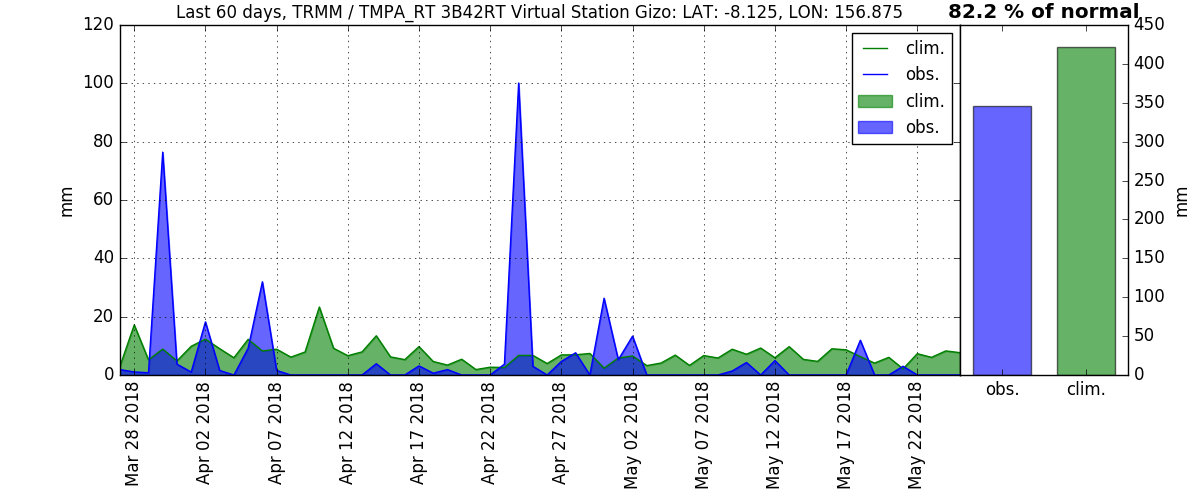 Last 60 days, TRMM / TMPA_RT 3B42RT Virtual Station Gizo: LAT: -8.125, LON: 156.875
82.2 % of normal
120
100
80
60
40
20
0
mm
clim.
obs.
clim.
obs.
450
400
350
300
250
200
150
100
50
0
mm
Mar 28 2018
Apr 02 2018
Apr 07 2018
Apr 12 2018
Apr 17 2018
Apr 22 2018
Apr 27 2018
May 02 2018
May 07 2018
May 12 2018
May 17 2018
May 22 2018
obs.
clim.